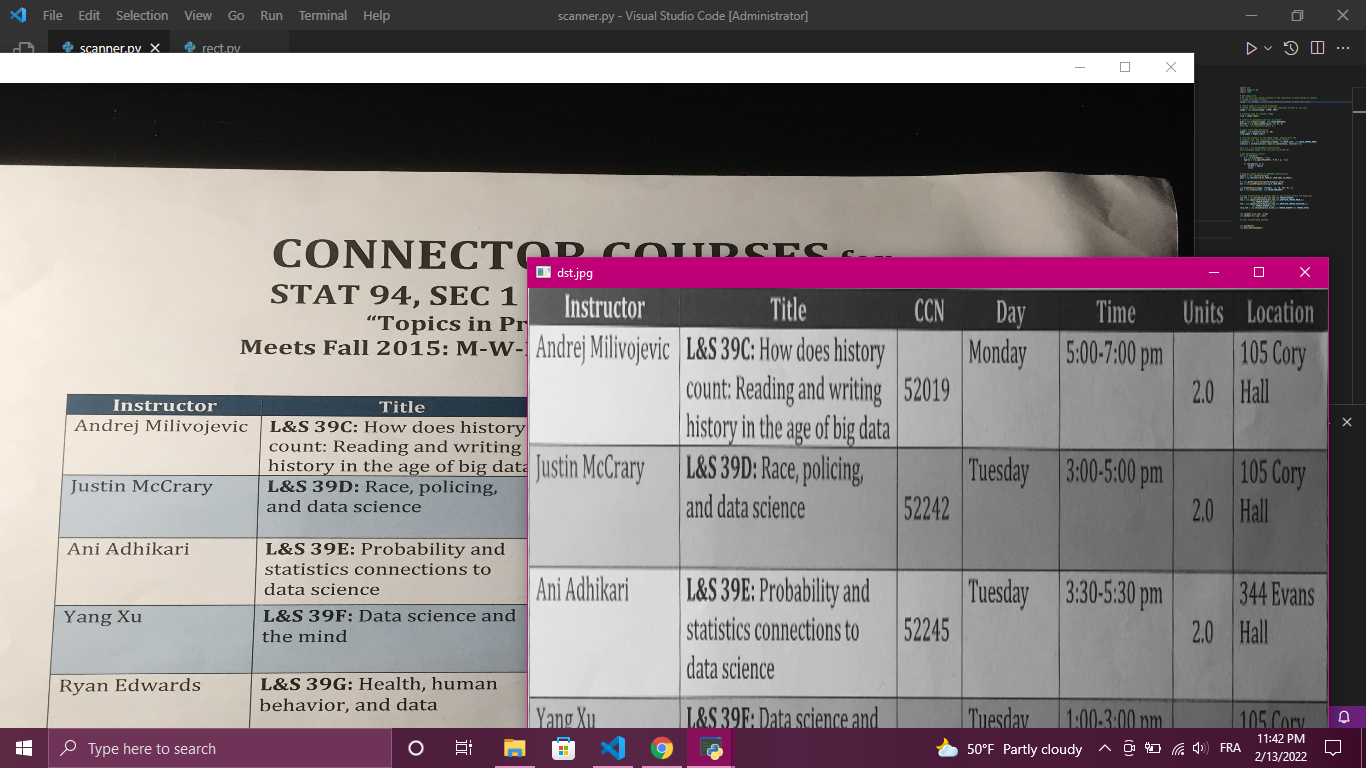 File Edit Selection View Go Run Terminal Help
scanner.py - Visual Studio Code [Administrator]
scanner.py
rect.py
CONNECTOR COURSES for
STAT 94, SEC 1
“Topics in Pr
Meets Fall 2015: M-W-
Instructor Title
Andrej Milivojevic L&S 39C: How does history
count: Reading and writing
history in the age of big data
Justin McCrary L&S 39D: Race, policing,
and data science
Ani Adhikari L&S 39E: Probability and
statistics connections to
data science
Yang Xu L&S 39F: Data science and
the mind
Ryan Edwards L&S 39G: Health, human
behavior, and data
dst.jpg
Instructor Title CCN Day Time Units Location
Andrej Milivojevic L&S 39C: How does history Monday 5:00-7:00 pm 105 Cory
count: Reading and writing 52019 2.0 Hall
history in the age of big data
Justin McCrary L&S 39D: Race, policing, Tuesday 3:00-5:00 pm 105 Cory
and data science 52242 2.0 Hall
Ani Adhikari L&S 39E: Probability and Tuesday 3:30-5:30 pm 344 Evans
statistics connections to 52245 2.0 Hall
data science
Yang Xu L&S 39F: Data science and Tuesday 1:00-3:00 pm 105 Cory
Type here to search
50°F Partly cloudy
FRA
11:42 PM
2/13/2022